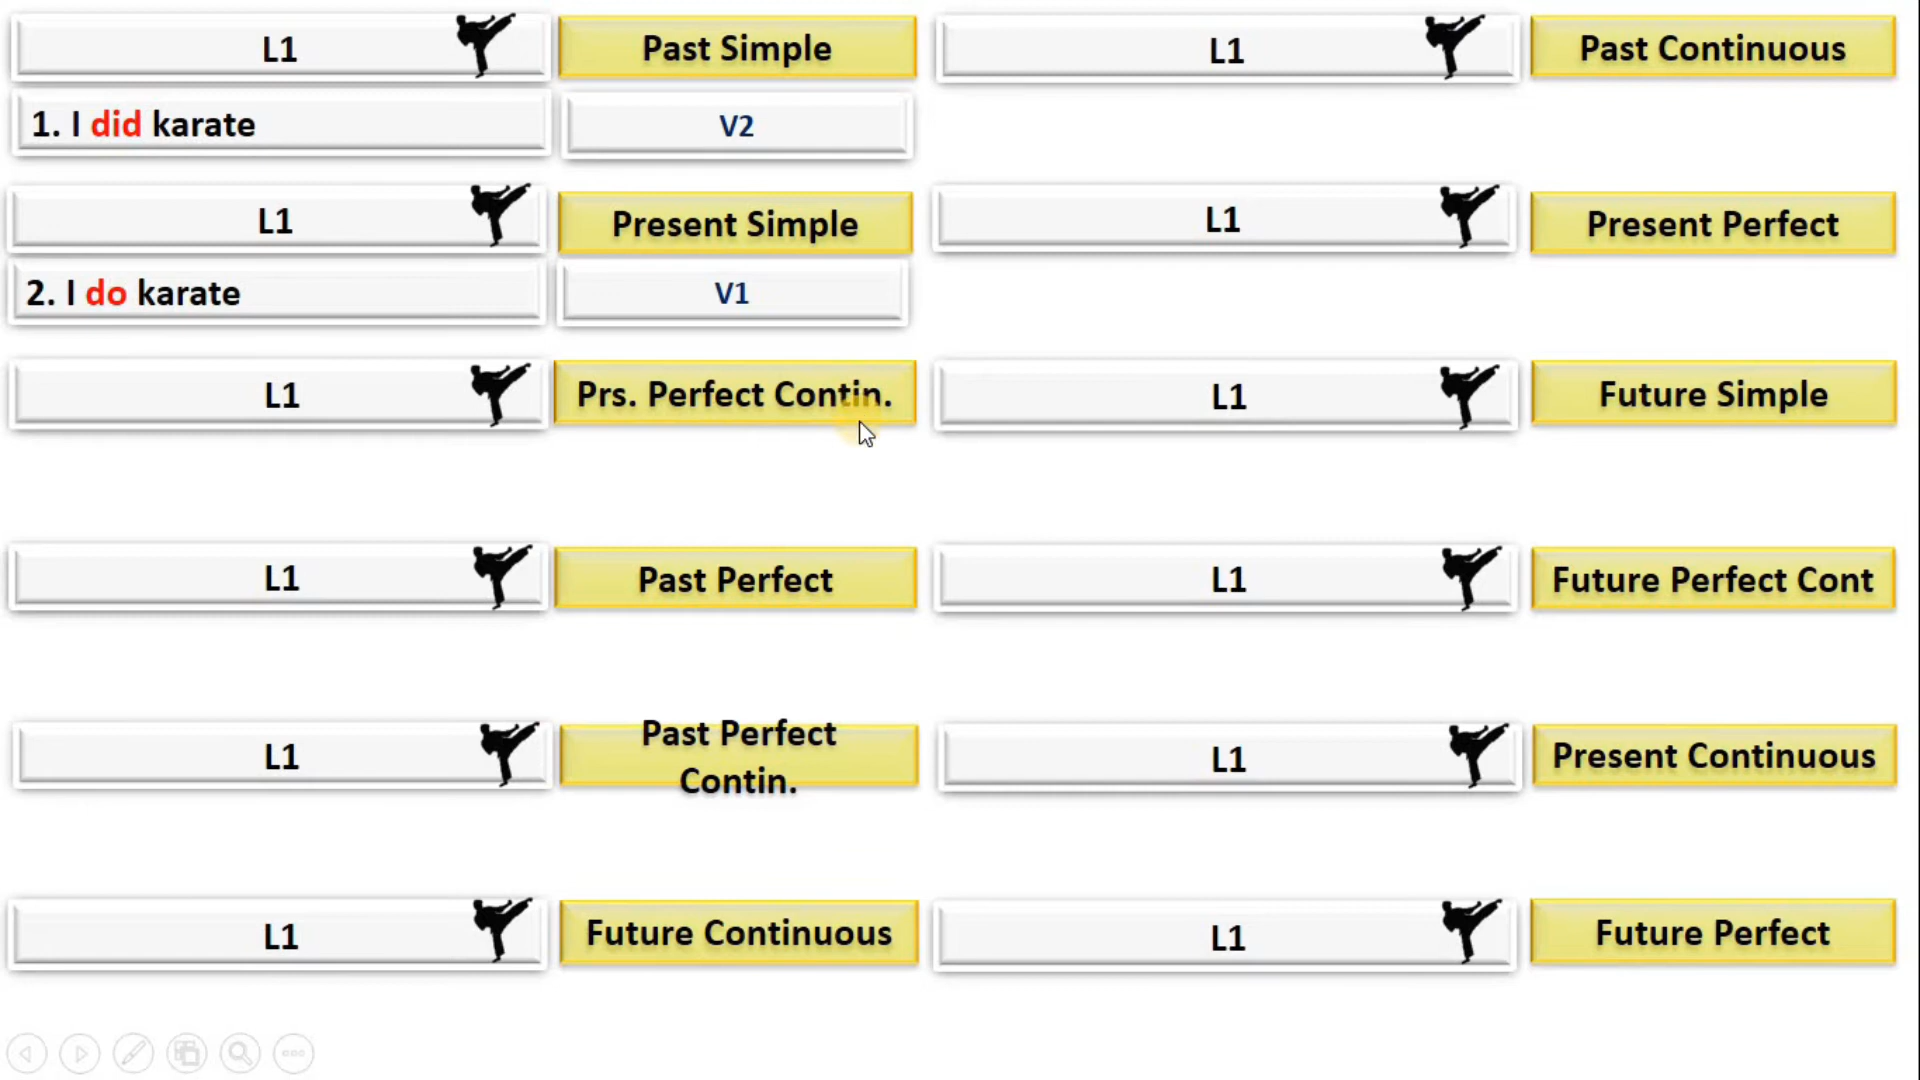 L1 Past Simple L1 Past Continuous
1. I did karate V2
L1 Present Simple L1 Present Perfect
2. I do karate V1
L1 Prs. Perfect Contin. L1 Future Simple
L1 Past Perfect L1 Future Perfect Cont
L1 Past Perfect Contin. L1 Present Continuous
L1 Future Continuous L1 Future Perfect